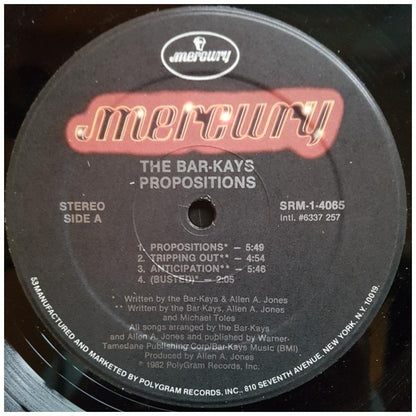 mercury
mercury
THE BAR-KAYS
PROPOSITIONS
STEREO
SIDE A
SRM-1-4065
Intl. #6337 257
1. PROPOSITIONS* — 5:49
2. TRIPPING OUT** — 4:54
3. ANTICIPATION** — 5:46
4. (BUSTED)* — 2:05
* Written by the Bar-Kays & Allen A. Jones
** Written by the Bar-Kays, Allen A. Jones
and Michael Toles
All songs arranged by the Bar-Kays
and Allen A. Jones and published by Warner-
TameJane Publishing Corp/Bar-Kays Music (BMI)
Produced by Allen A. Jones
℗ 1982 PolyGram Records, Inc.
53 MANUFACTURED AND MARKETED BY POLYGRAM RECORDS, INC., 810 SEVENTH AVENUE, NEW YORK, N.Y. 10019.